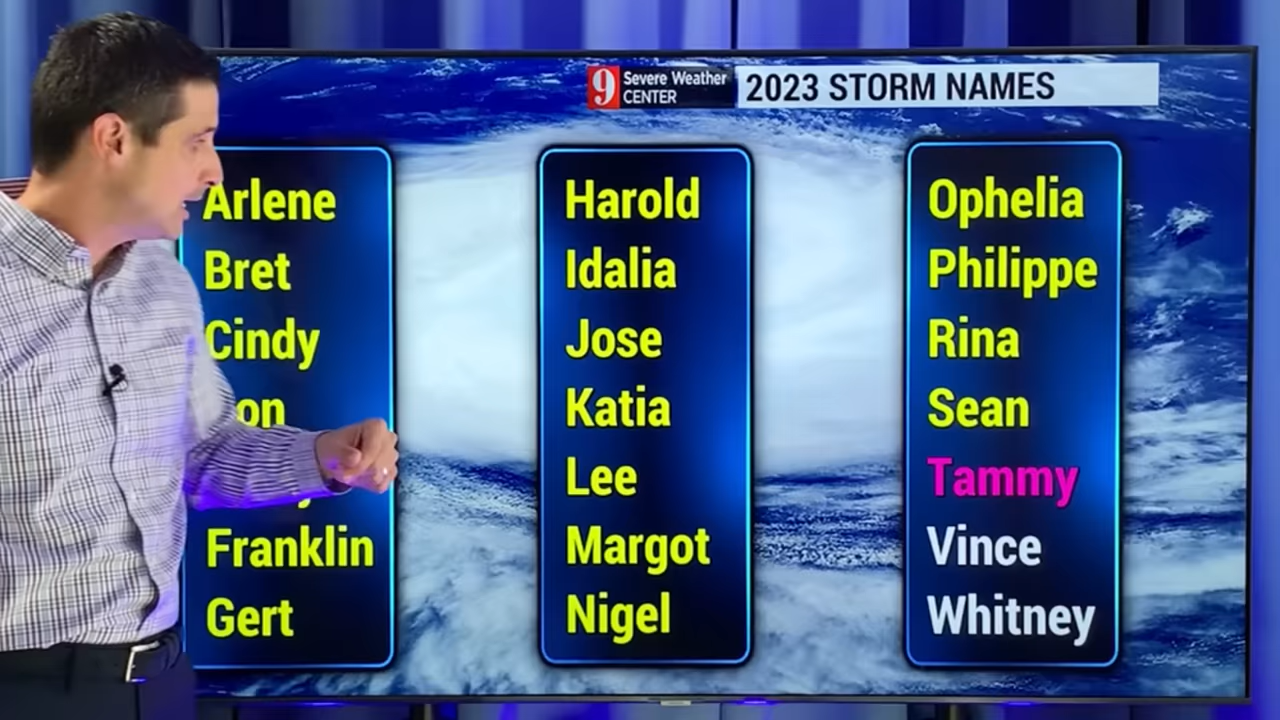 9 Severe Weather
CENTER
2023 STORM NAMES
Arlene
Bret
Cindy
Franklin
Gert
Harold
Idalia
Jose
Katia
Lee
Margot
Nigel
Ophelia
Philippe
Rina
Sean
Tammy
Vince
Whitney